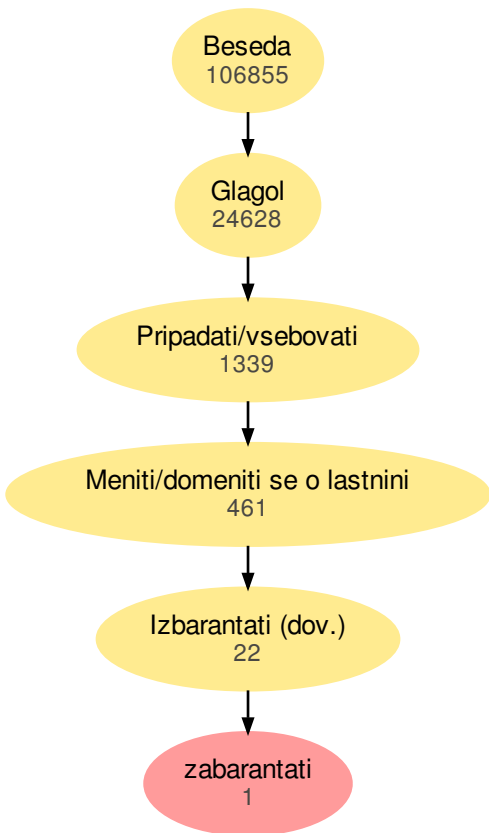 Beseda
106855
Glagol
24628
Pripadati/vsebovati
1339
Meniti/domeniti se o lastnini
461
Izbarantati (dov.)
22
zabarantati
1